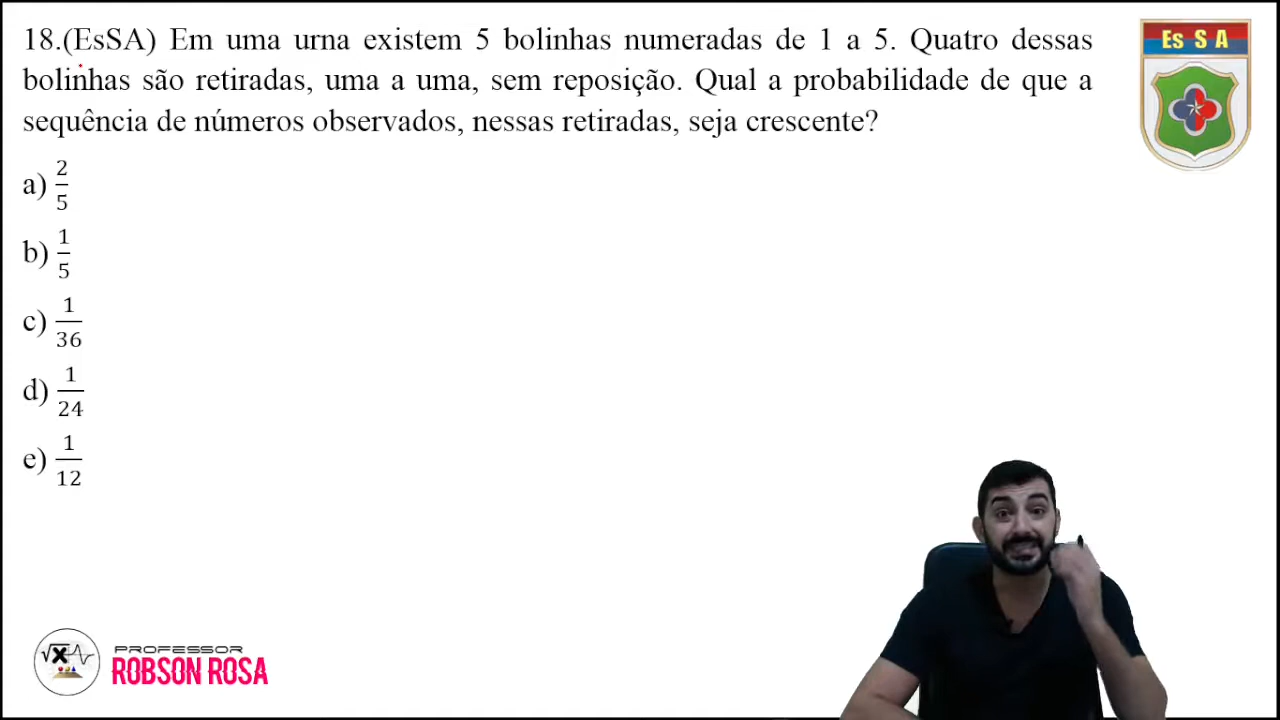 18.(EsSA) Em uma urna existem 5 bolinhas numeradas de 1 a 5. Quatro dessas
bolinhas são retiradas, uma a uma, sem reposição. Qual a probabilidade de que a
sequência de números observados, nessas retiradas, seja crescente?
Es S A
a) 2/5
b) 1/5
c) 1/36
d) 1/24
e) 1/12
√x
PROFESSOR
ROBSON ROSA